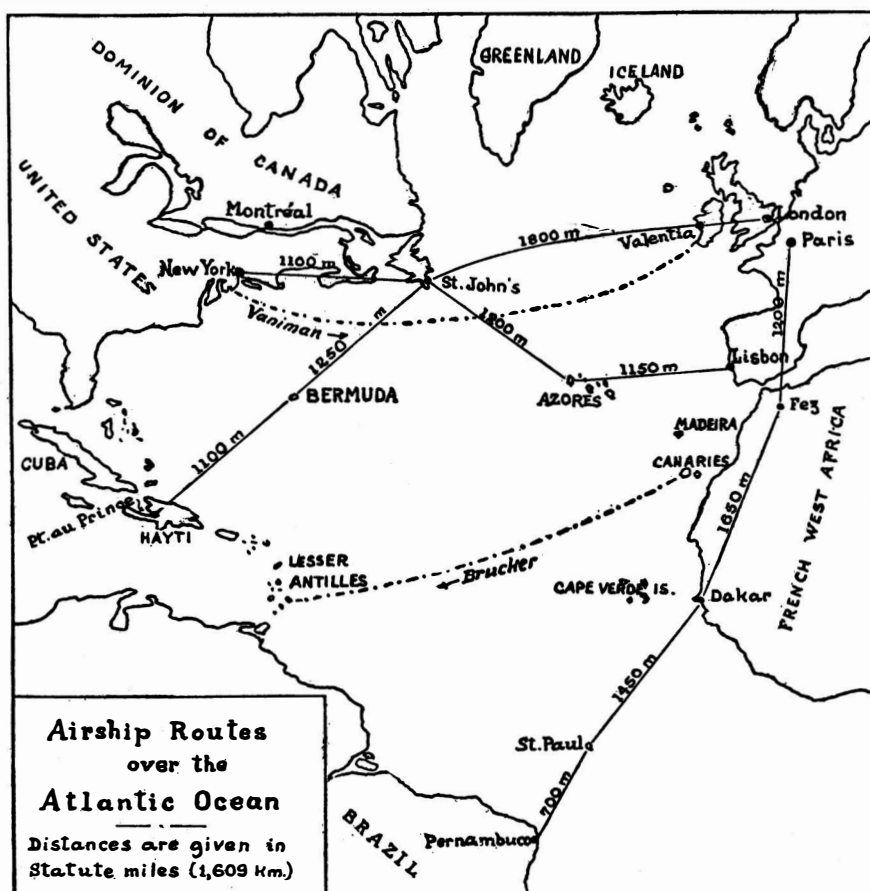 GREENLAND
ICELAND
DOMINION OF CANADA
UNITED STATES
Montréal
New York
1100 m
St. John's
1800 m
Valentia
London
Paris
Vaniman →
1250 m
1200 m
1200 m
1150 m
Lisbon
BERMUDA
AZORES
Fez
MADEIRA
1100 m
CUBA
CANARIES
1650 m
FRENCH WEST AFRICA
Pt. au Prince
HAYTI
LESSER
ANTILLES
← Brucker
CAPE VERDE IS.
Dakar
1450 m
St. Paul
700 m
Pernambuco
BRAZIL
Airship Routes
over the
Atlantic Ocean
Distances are given in
Statute miles (1,609 Km.)